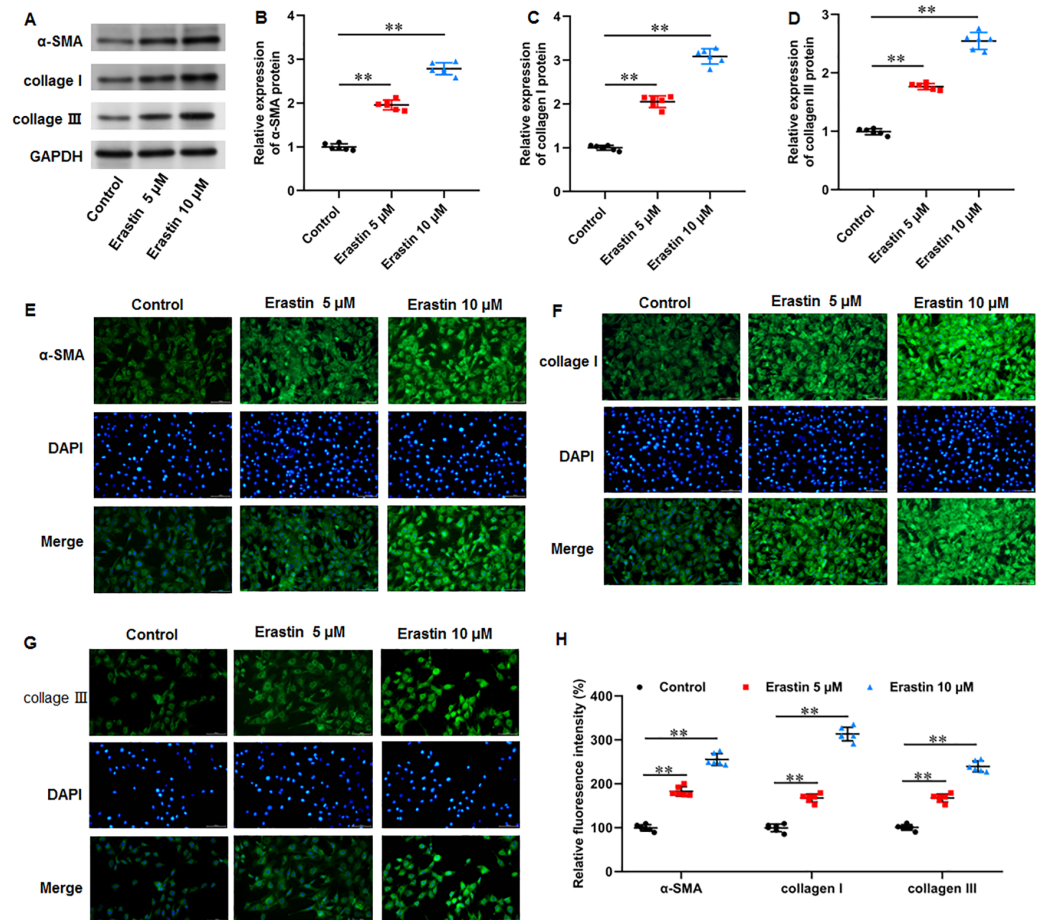 A
α-SMA
collage I
collage Ⅲ
GAPDH
Control
Erastin 5 μM
Erastin 10 μM
B
Relative expression
of α-SMA protein
4
3
2
1
0
**
**
Control
Erastin 5 μM
Erastin 10 μM
C
Relative expression
of collagen I protein
4
3
2
1
0
**
**
Control
Erastin 5 μM
Erastin 10 μM
D
Relative expression
of collagen III protein
3
2
1
0
**
**
Control
Erastin 5 μM
Erastin 10 μM
E
Control
Erastin 5 μM
Erastin 10 μM
α-SMA
DAPI
Merge
F
Control
Erastin 5 μM
Erastin 10 μM
collage I
DAPI
Merge
G
Control
Erastin 5 μM
Erastin 10 μM
collage Ⅲ
DAPI
Merge
H
Control
Erastin 5 μM
Erastin 10 μM
Relative fluoresence intensity (%)
400
300
200
100
0
**
**
**
**
**
**
α-SMA
collagen I
collagen III